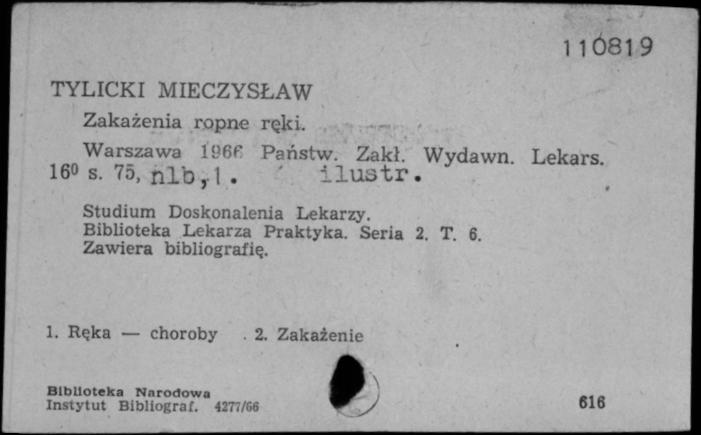 110819
TYLICKI MIECZYSŁAW
Zakażenia ropne ręki.
Warszawa 1966 Państw. Zakł. Wydawn. Lekars.
16⁰ s. 75, nlb, 1. ilustr.
Studium Doskonalenia Lekarzy.
Biblioteka Lekarza Praktyka. Seria 2. T. 6.
Zawiera bibliografię.
1. Ręka — choroby . 2. Zakażenie
Biblioteka Narodowa
Instytut Bibliograf. 4277/66
616